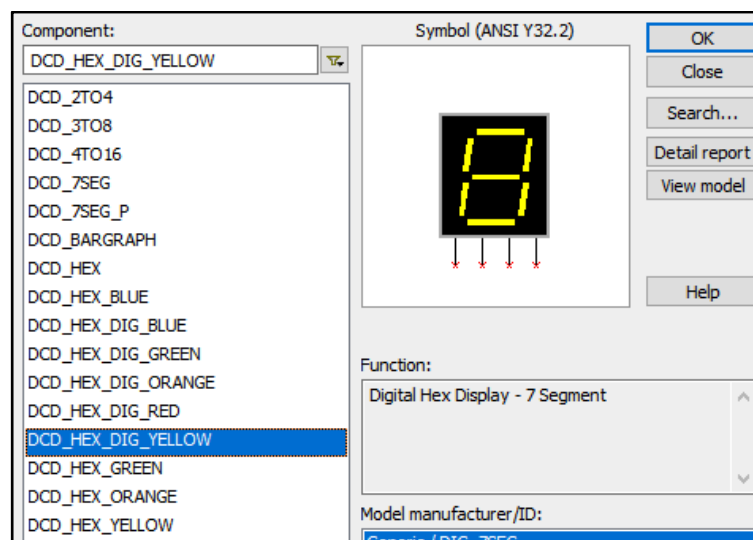 Component:
DCD_HEX_DIG_YELLOW
DCD_2TO4
DCD_3TO8
DCD_4TO16
DCD_7SEG
DCD_7SEG_P
DCD_BARGRAPH
DCD_HEX
DCD_HEX_BLUE
DCD_HEX_DIG_BLUE
DCD_HEX_DIG_GREEN
DCD_HEX_DIG_ORANGE
DCD_HEX_DIG_RED
DCD_HEX_DIG_YELLOW
DCD_HEX_GREEN
DCD_HEX_ORANGE
DCD_HEX_YELLOW
Symbol (ANSI Y32.2)
Function:
Digital Hex Display - 7 Segment
Model manufacturer/ID:
Generic / DIG_7SEG
OK
Close
Search...
Detail report
View model
Help